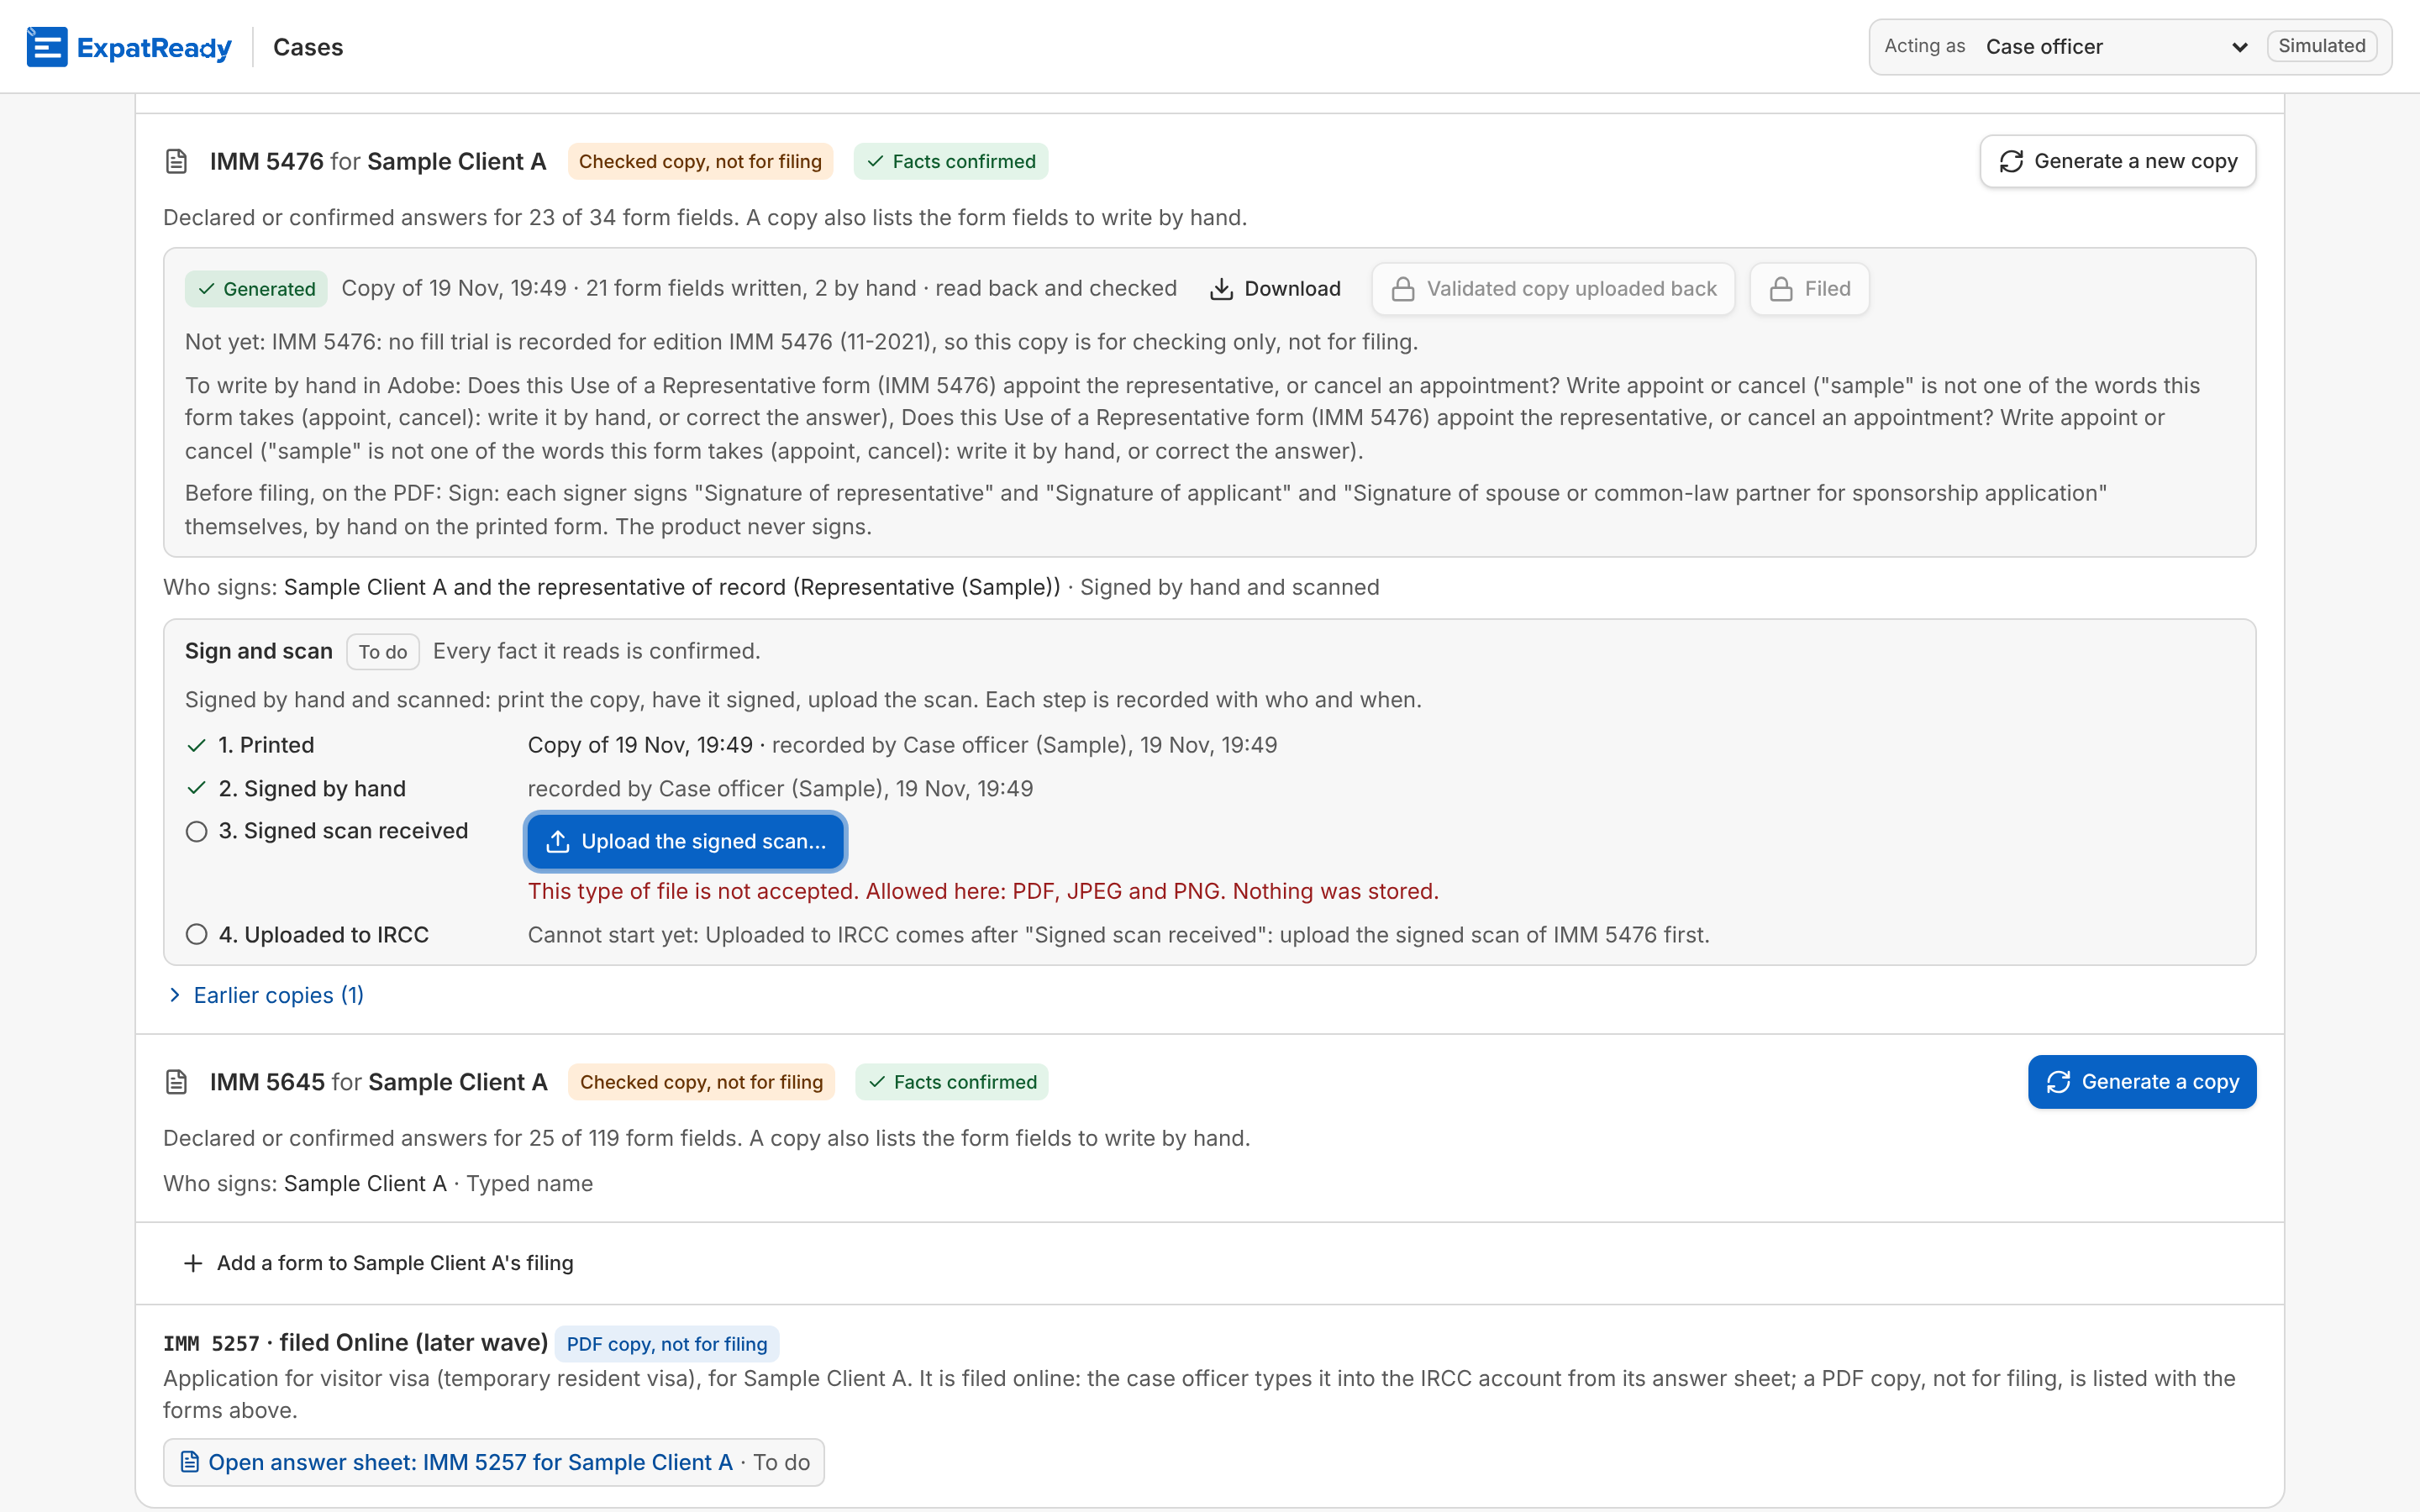 ExpatReady
Cases
Acting as Case officer Simulated
IMM 5476 for Sample Client A Checked copy, not for filing Facts confirmed Generate a new copy
Declared or confirmed answers for 23 of 34 form fields. A copy also lists the form fields to write by hand.
Generated Copy of 19 Nov, 19:49 · 21 form fields written, 2 by hand · read back and checked Download Validated copy uploaded back Filed
Not yet: IMM 5476: no fill trial is recorded for edition IMM 5476 (11-2021), so this copy is for checking only, not for filing.
To write by hand in Adobe: Does this Use of a Representative form (IMM 5476) appoint the representative, or cancel an appointment? Write appoint or cancel ("sample" is not one of the words this
form takes (appoint, cancel): write it by hand, or correct the answer), Does this Use of a Representative form (IMM 5476) appoint the representative, or cancel an appointment? Write appoint or
cancel ("sample" is not one of the words this form takes (appoint, cancel): write it by hand, or correct the answer).
Before filing, on the PDF: Sign: each signer signs "Signature of representative" and "Signature of applicant" and "Signature of spouse or common-law partner for sponsorship application"
themselves, by hand on the printed form. The product never signs.
Who signs: Sample Client A and the representative of record (Representative (Sample)) · Signed by hand and scanned
Sign and scan To do Every fact it reads is confirmed.
Signed by hand and scanned: print the copy, have it signed, upload the scan. Each step is recorded with who and when.
1. Printed Copy of 19 Nov, 19:49 · recorded by Case officer (Sample), 19 Nov, 19:49
2. Signed by hand recorded by Case officer (Sample), 19 Nov, 19:49
3. Signed scan received Upload the signed scan...
This type of file is not accepted. Allowed here: PDF, JPEG and PNG. Nothing was stored.
4. Uploaded to IRCC Cannot start yet: Uploaded to IRCC comes after "Signed scan received": upload the signed scan of IMM 5476 first.
Earlier copies (1)
IMM 5645 for Sample Client A Checked copy, not for filing Facts confirmed Generate a copy
Declared or confirmed answers for 25 of 119 form fields. A copy also lists the form fields to write by hand.
Who signs: Sample Client A · Typed name
Add a form to Sample Client A's filing
IMM 5257 · filed Online (later wave) PDF copy, not for filing
Application for visitor visa (temporary resident visa), for Sample Client A. It is filed online: the case officer types it into the IRCC account from its answer sheet; a PDF copy, not for filing, is listed with the
forms above.
Open answer sheet: IMM 5257 for Sample Client A · To do